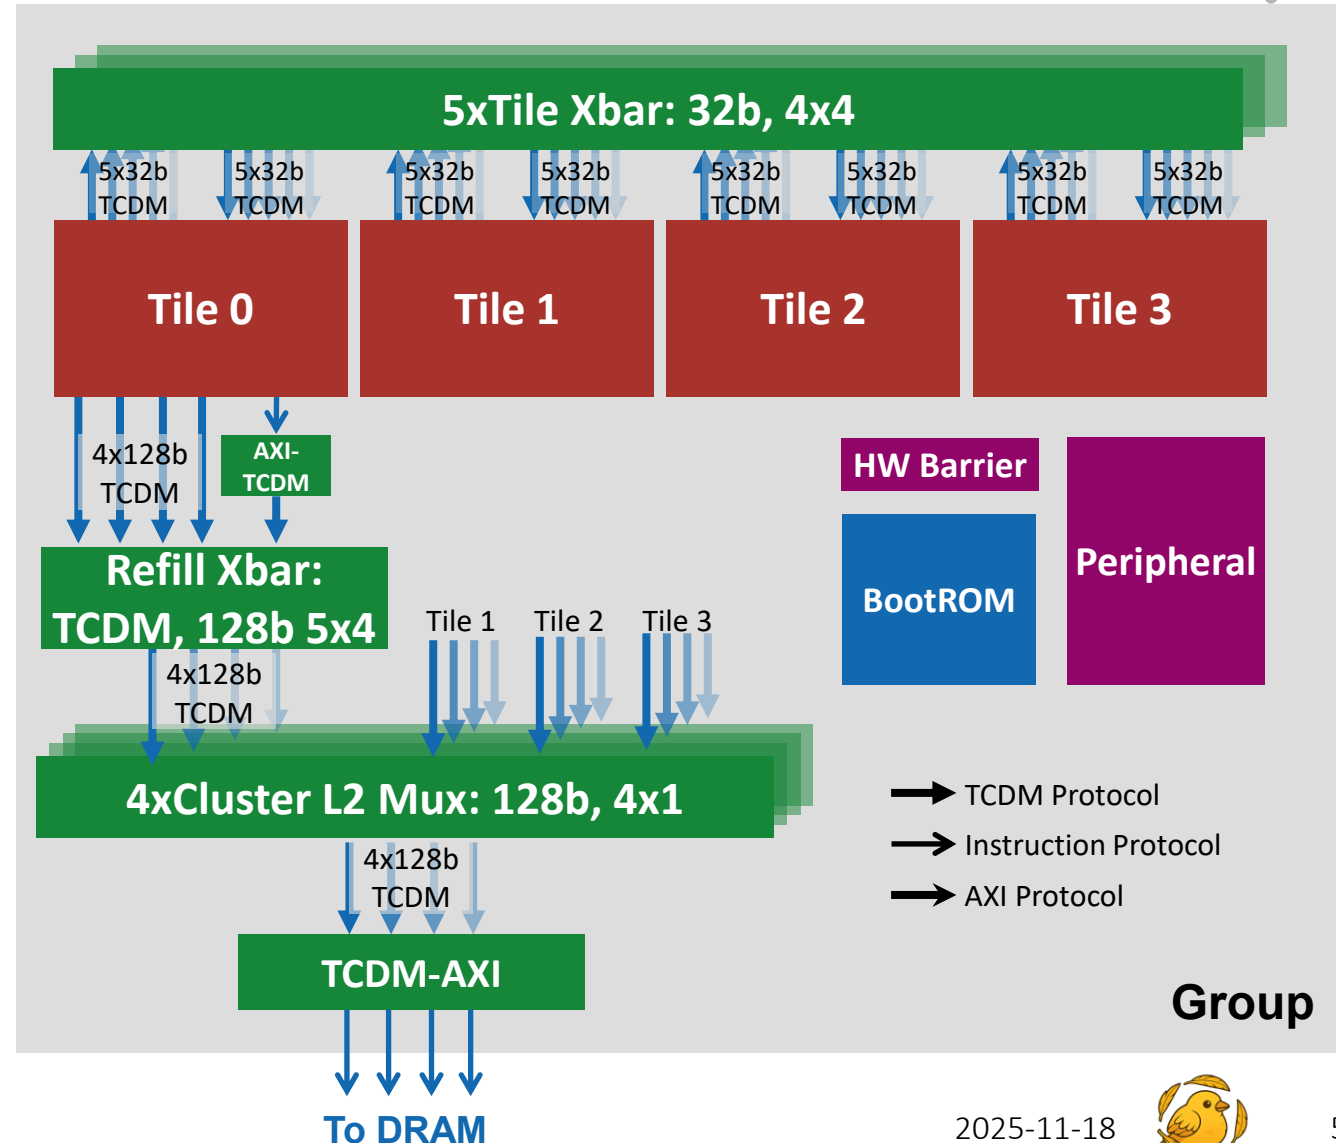 5xTile Xbar: 32b, 4x4
5x32b
TCDM
5x32b
TCDM
5x32b
TCDM
5x32b
TCDM
5x32b
TCDM
5x32b
TCDM
5x32b
TCDM
5x32b
TCDM
Tile 0
Tile 1
Tile 2
Tile 3
4x128b
TCDM
AXI-
TCDM
HW Barrier
BootROM
Peripheral
Refill Xbar:
TCDM, 128b 5x4
4x128b
TCDM
Tile 1
Tile 2
Tile 3
4xCluster L2 Mux: 128b, 4x1
TCDM Protocol
Instruction Protocol
AXI Protocol
4x128b
TCDM
TCDM-AXI
Group
To DRAM
2025-11-18